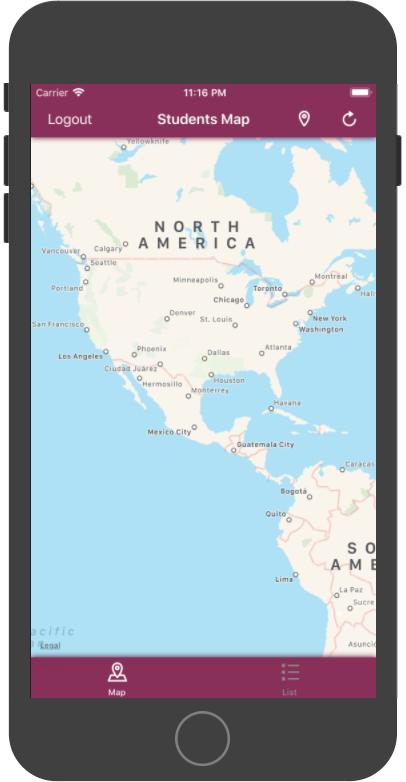 Carrier 11:16 PM
Logout Students Map
Yellowknife
NORTH
AMERICA
Vancouver
Calgary
Seattle
Portland
Minneapolis
Montreal
Toronto
Hali
Chicago
Denver
St. Louis
New York
Washington
San Francisco
Los Angeles
Phoenix
Dallas
Atlanta
Ciudad Juárez
Hermosillo
Houston
Monterrey
Havana
Mexico City
Guatemala City
Caracas
Bogotá
Quito
SO
AME
Lima
La Paz
Sucre
acific
Legal
Asunció
Map List